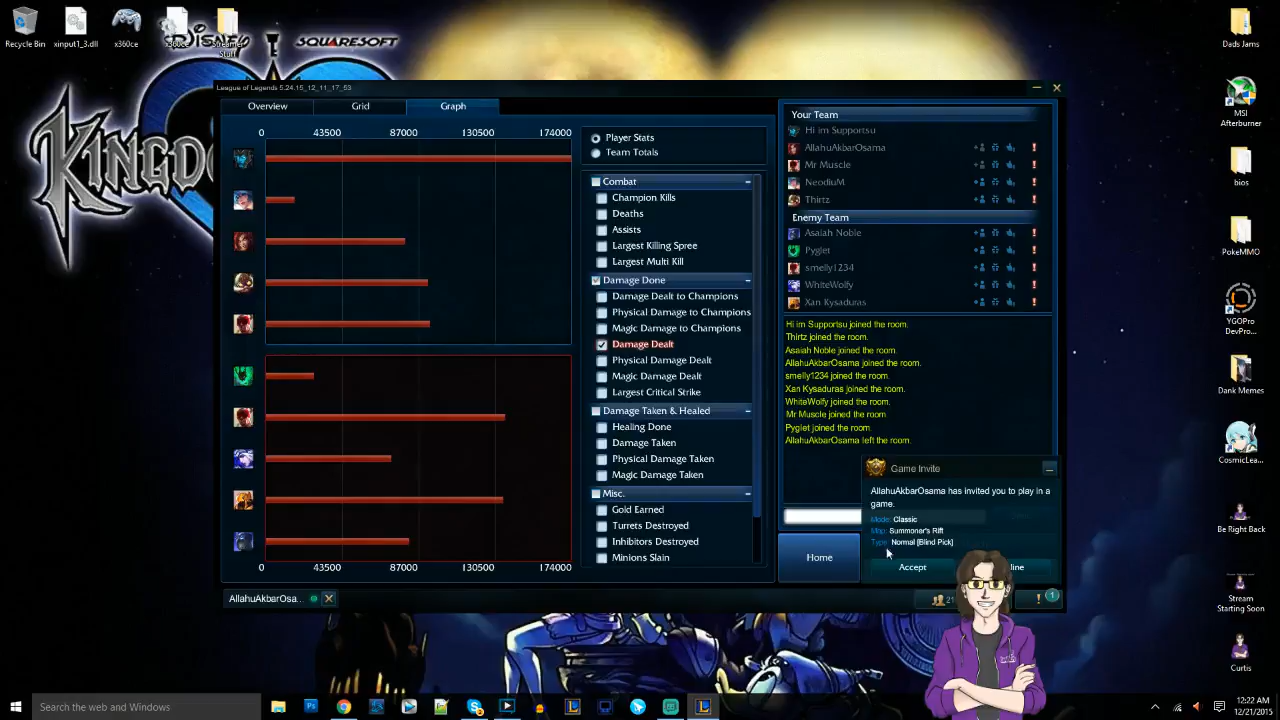 Recycle Bin
xinput1_3.dll
x360ce
x360ce
Streamer
Stuff
Disney
SQUARESOFT
KINGDO
Dads Jams
MSI
Afterburner
bios
PokeMMO
YGOPro
DevPro...
Dank Memes
CosmicLea...
Be Right Back
Stream
Starting Soon
Curtis
League of Legends 5.24.15_12_11_17_53
Overview
Grid
Graph
0 43500 87000 130500 174000
0 43500 87000 130500 174000
Player Stats
Team Totals
Combat
Champion Kills
Deaths
Assists
Largest Killing Spree
Largest Multi Kill
Damage Done
Damage Dealt to Champions
Physical Damage to Champions
Magic Damage to Champions
Damage Dealt
Physical Damage Dealt
Magic Damage Dealt
Largest Critical Strike
Damage Taken & Healed
Healing Done
Damage Taken
Physical Damage Taken
Magic Damage Taken
Misc.
Gold Earned
Turrets Destroyed
Inhibitors Destroyed
Minions Slain
Your Team
Hi im Supportsu
AllahuAkbarOsama
Mr Muscle
NeodiuM
Thirtz
Enemy Team
Asaiah Noble
Pyglet
smelly1234
WhiteWolfy
Xan Kysaduras
Hi im Supportsu joined the room.
Thirtz joined the room.
Asaiah Noble joined the room.
AllahuAkbarOsama joined the room.
smelly1234 joined the room.
Xan Kysaduras joined the room.
WhiteWolfy joined the room.
Mr Muscle joined the room.
Pyglet joined the room.
AllahuAkbarOsama left the room.
Game Invite
AllahuAkbarOsama has invited you to play in a
game.
Mode: Classic
Map: Summoner's Rift
Type: Normal [Blind Pick]
Accept
line
Home
AllahuAkbarOsa...
21
1
Search the web and Windows
12:22 AM
12/21/2015